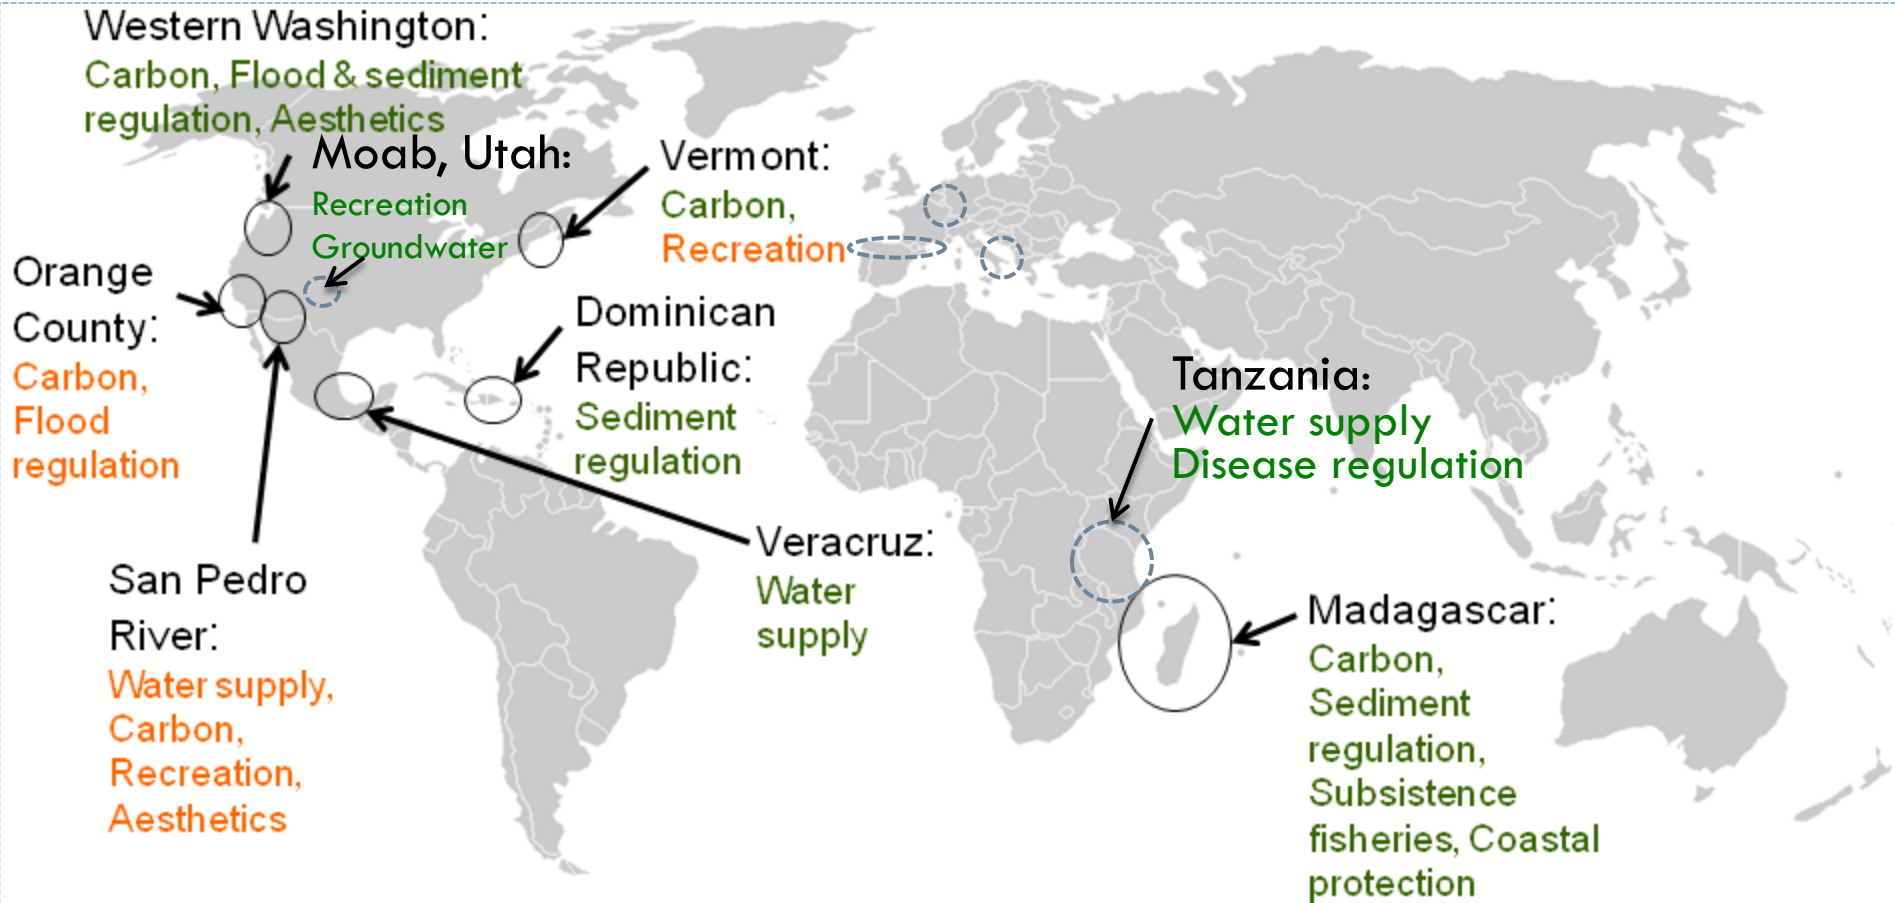 Western Washington:
Carbon, Flood & sediment
regulation, Aesthetics
Moab, Utah:
Recreation
Groundwater
Vermont:
Carbon,
Recreation
Orange
County:
Carbon,
Flood
regulation
Dominican
Republic:
Sediment
regulation
Tanzania:
Water supply
Disease regulation
San Pedro
River:
Water supply,
Carbon,
Recreation,
Aesthetics
Veracruz:
Water
supply
Madagascar:
Carbon,
Sediment
regulation,
Subsistence
fisheries, Coastal
protection